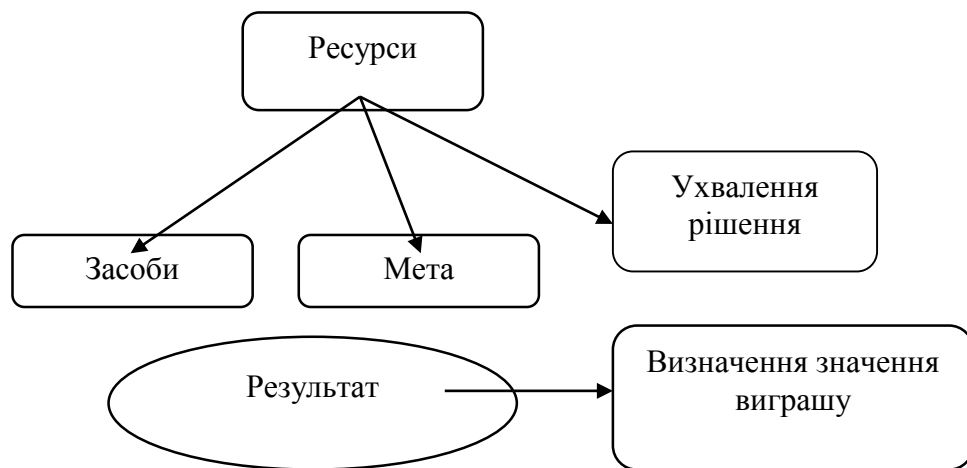 Ресурси
Ухвалення
рішення
Засоби
Мета
Результат
Визначення значення
виграшу